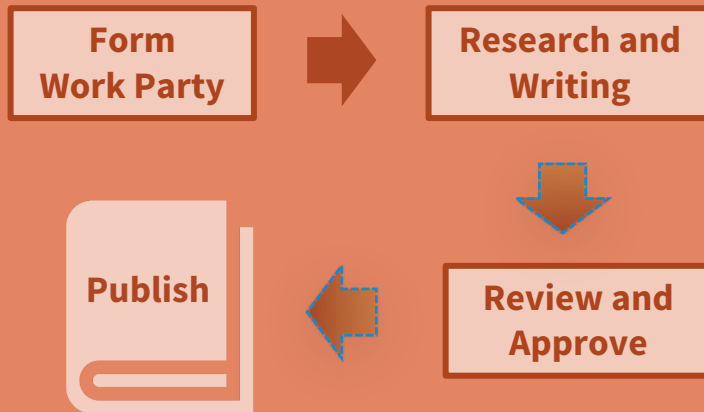 Form
Work Party
Research and
Writing
Review and
Approve
Publish